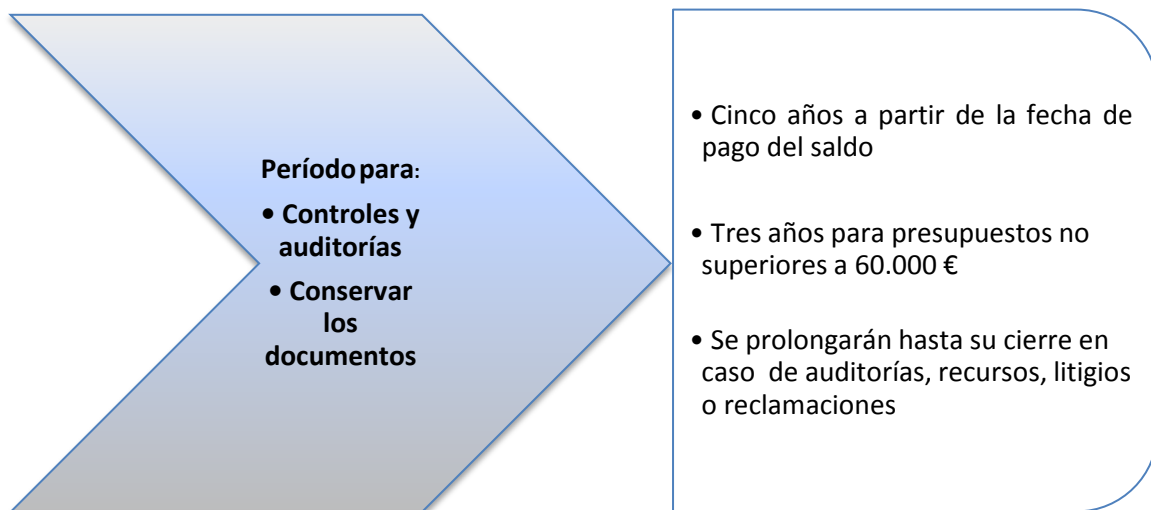 Período para:
• Controles y
auditorías
• Conservar
los
documentos
• Cinco años a partir de la fecha de
pago del saldo
• Tres años para presupuestos no
superiores a 60.000 €
• Se prolongarán hasta su cierre en
caso de auditorías, recursos, litigios
o reclamaciones